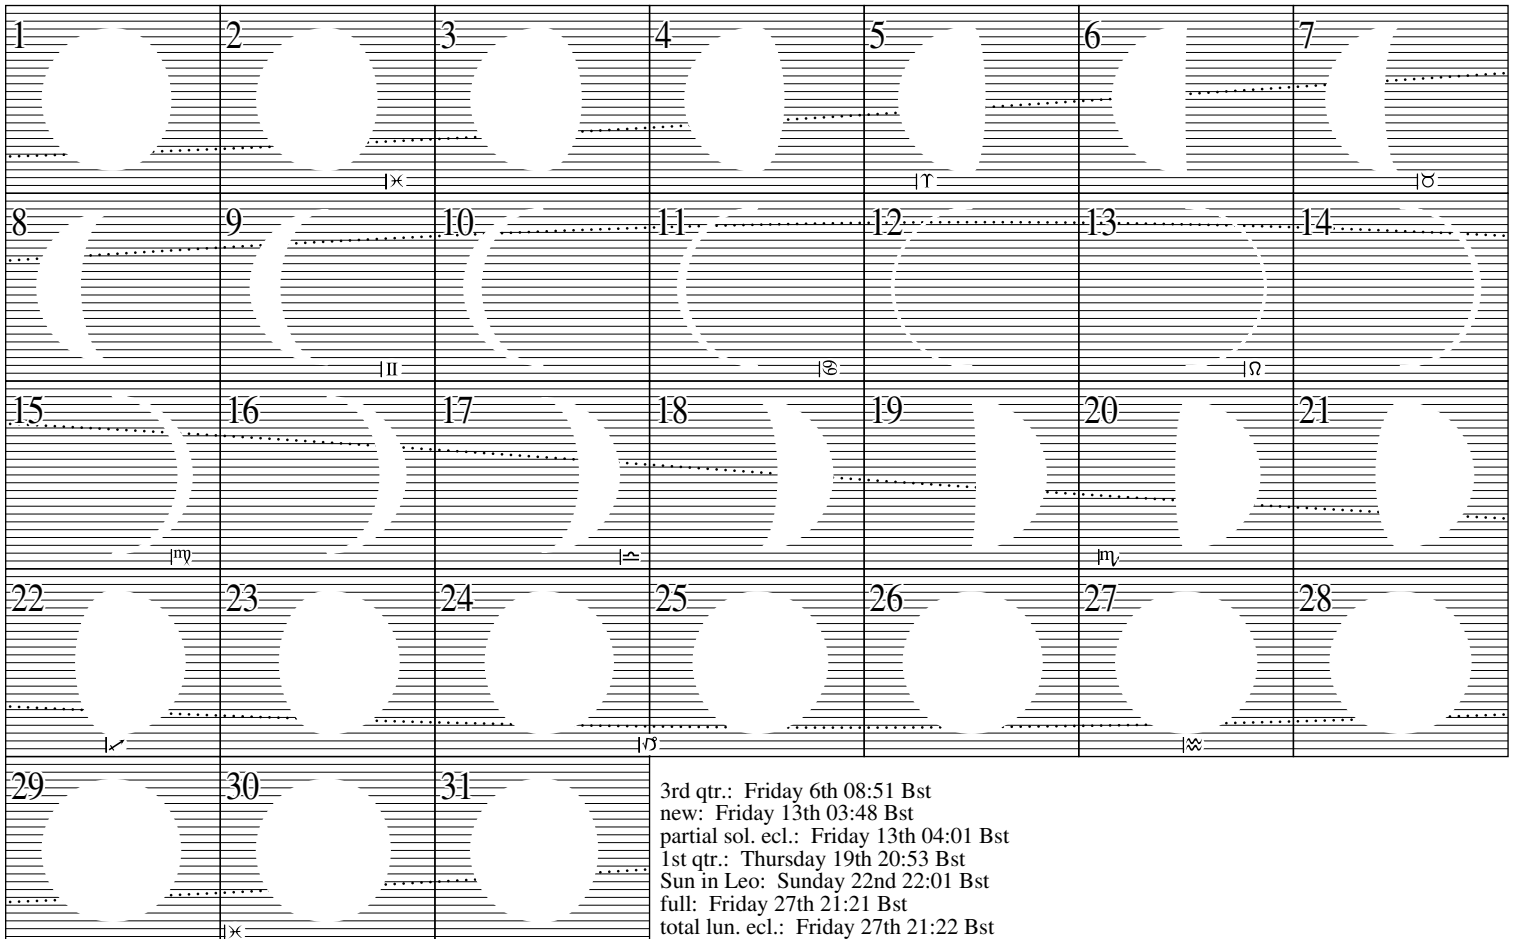 1 2 3 4 5 6 7
♓ ♈ ♉
8 9 10 11 12 13 14
♊ ♋ ♌
15 16 17 18 19 20 21
♍ ♎ ♏
22 23 24 25 26 27 28
♐ ♑ ♒
29 30 31
♓
3rd qtr.: Friday 6th 08:51 Bst
new: Friday 13th 03:48 Bst
partial sol. ecl.: Friday 13th 04:01 Bst
1st qtr.: Thursday 19th 20:53 Bst
Sun in Leo: Sunday 22nd 22:01 Bst
full: Friday 27th 21:21 Bst
total lun. ecl.: Friday 27th 21:22 Bst